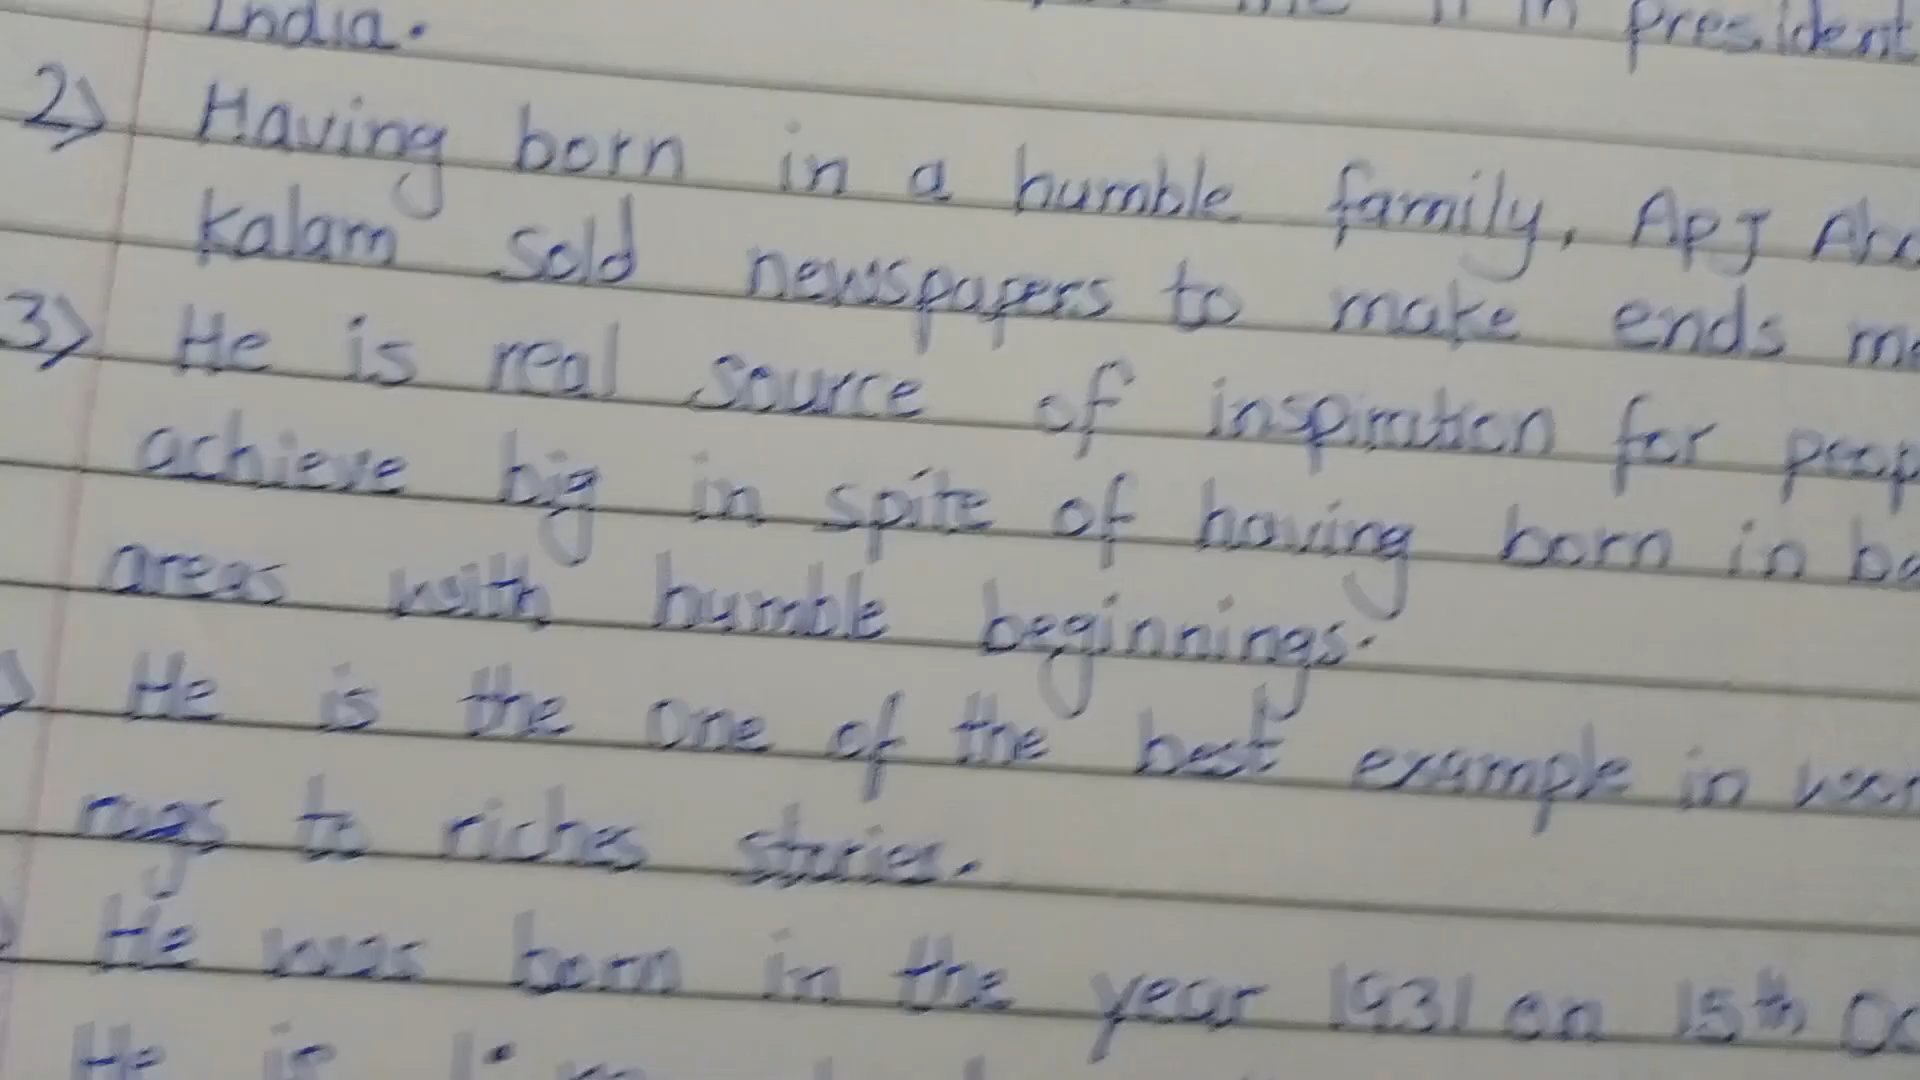 11th president
India.
2) Having born in a humble family, APJ
Kalam sold newspapers to make ends
3) He is real source of inspiration for
achieve big in spite of having born in
areas with humble beginnings.
He is the one of the best example in
rags to riches stories.
He was born in the year 1931 on 15th
He is